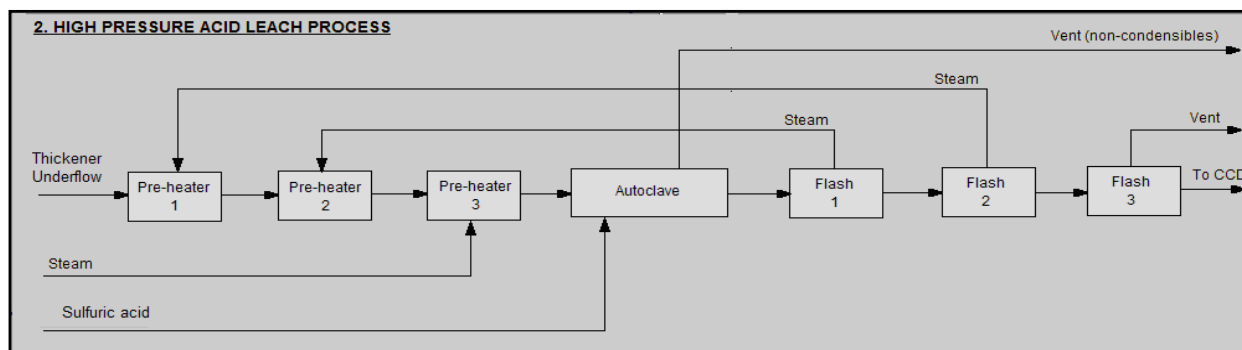 2. HIGH PRESSURE ACID LEACH PROCESS
Vent (non-condensibles)
Steam
Steam
Vent
Thickener
Underflow
Pre-heater
1
Pre-heater
2
Pre-heater
3
Autoclave
Flash
1
Flash
2
Flash
3
To CCD
Steam
Sulfuric acid